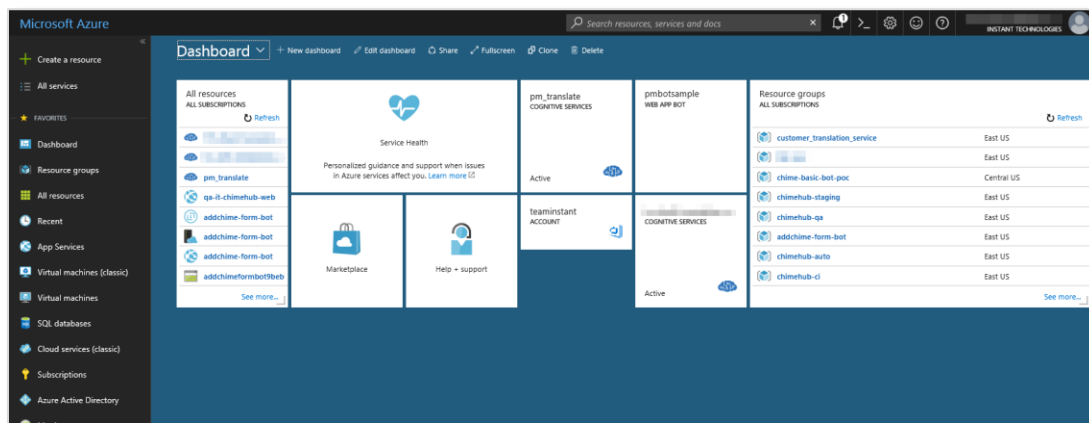 Microsoft Azure
Search resources, services and docs
INSTANT TECHNOLOGIES
Create a resource
All services
FAVORITES
Dashboard
Resource groups
All resources
Recent
App Services
Virtual machines (classic)
Virtual machines
SQL databases
Cloud services (classic)
Subscriptions
Azure Active Directory
Dashboard
New dashboard
Edit dashboard
Share
Fullscreen
Clone
Delete
All resources
ALL SUBSCRIPTIONS
Refresh
pm_translate
qa-it-chimehub-web
addchime-form-bot
addchime-form-bot
addchime-form-bot
addchimeformbot9beb
See more...
Service Health
Personalized guidance and support when issues
in Azure services affect you. Learn more
Marketplace
Help + support
pm_translate
COGNITIVE SERVICES
Active
teaminstant
ACCOUNT
pmbotsample
WEB APP BOT
COGNITIVE SERVICES
Active
Resource groups
ALL SUBSCRIPTIONS
Refresh
customer_translation_service East US
East US
chime-basic-bot-poc Central US
chimehub-staging East US
chimehub-qa East US
addchime-form-bot East US
chimehub-auto East US
chimehub-ci East US
See more...